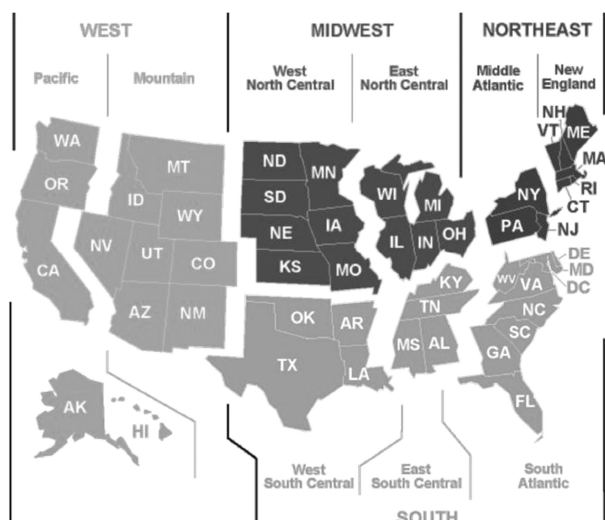 WEST MIDWEST NORTHEAST
Pacific Mountain West North Central East North Central Middle Atlantic New England
NH
VT ME
WA
MT ND MN MA
OR WI MI RI
ID SD NY CT
WY
NV NE IA PA NJ
UT CO IL IN OH
CA KS MO DE
KY WV VA MD
DC
AZ NM OK AR TN NC
SC
TX MS AL GA
LA
AK HI FL
West South Central East South Central South Atlantic
SOUTH